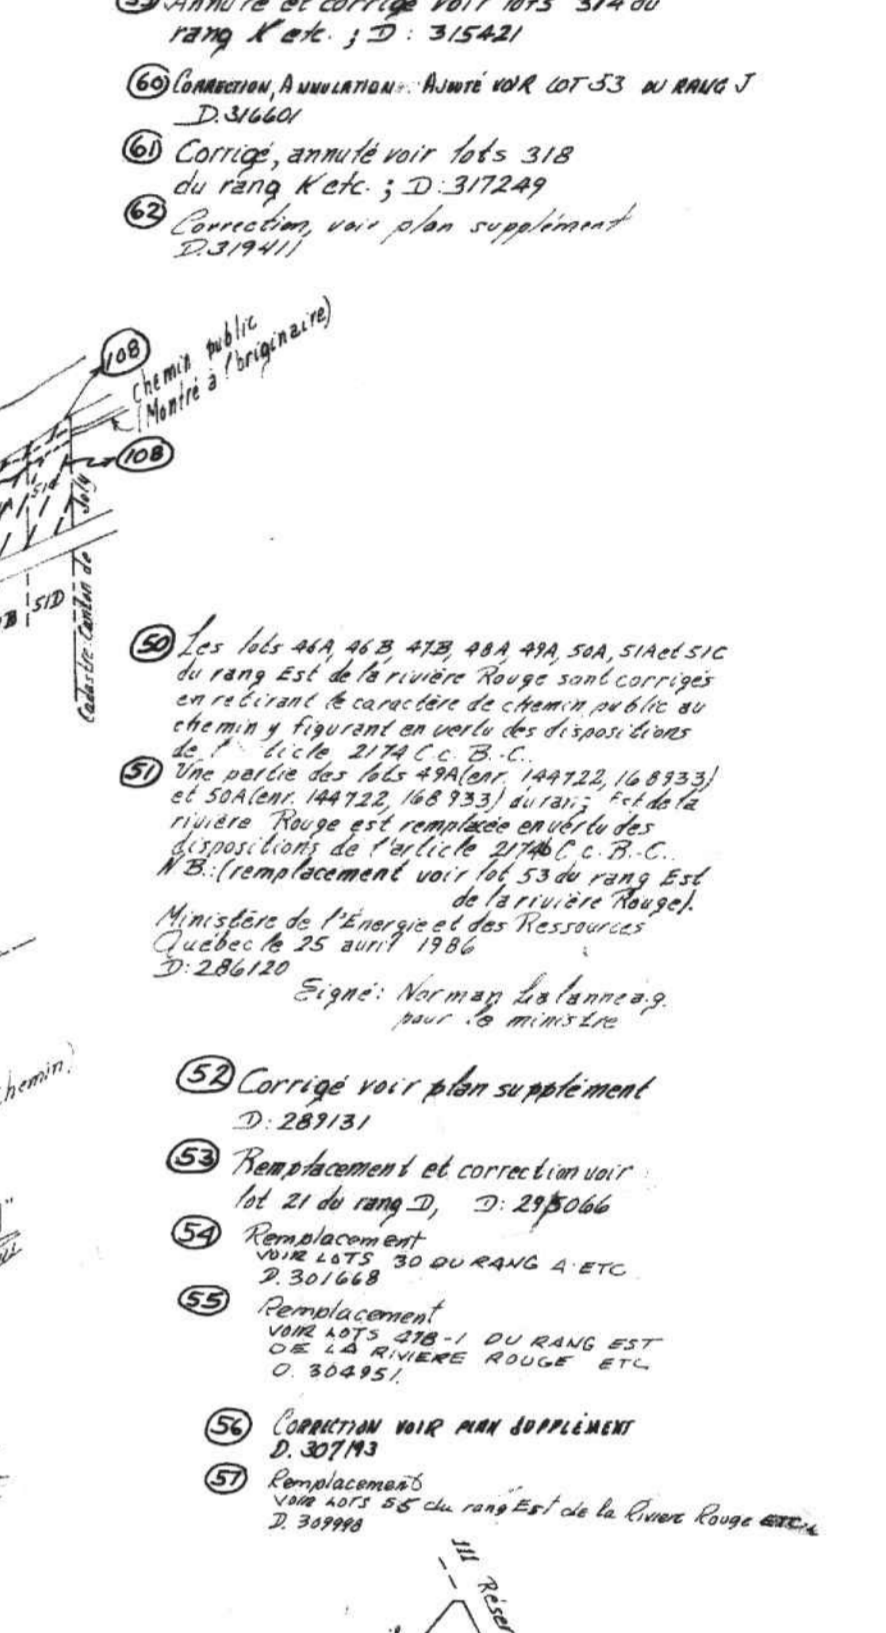 Annulé et corrigé voir lots 314 du
rang K etc. ; D : 315421
60 CORRECTION, ANNULATION. AJOUTÉ VOIR LOT 53 DU RANG J
D.316601
61 Corrigé, annulé voir lots 318
du rang K etc. ; D:317249
62 Correction, voir plan supplément
D.319411
108
chemin public
(Montré à l'originaire)
108
51d
51D
B
Cadastre: Canton de Joly
50 Les lots 46A, 46B, 47B, 48A, 49A, 50A, 51A et 51C
du rang Est de la rivière Rouge sont corrigés
en retirant le caractère de chemin public au
chemin y figurant en vertu des dispositions
de l' ticle 2174 C.c. B.-C..
51 Une partie des lots 49A (enr. 144722, 168933)
et 50A (enr. 144722, 168933) du rang Est de la
rivière Rouge est remplacée en vertu des
dispositions de l'article 2174b C.c. B.-C..
N B.: (remplacement voir lot 53 du rang Est
de la rivière Rouge).
Ministère de l'Énergie et des Ressources
Québec le 25 avril 1986
D:286120
Signé: Norman Lalanne a.g.
pour le ministre
hemin)
52 Corrigé voir plan supplément
D: 289131
53 Remplacement et correction voir
lot 21 du rang D, D: 295066
54 Remplacement
VOIR LOTS 30 DU RANG A ETC
D. 301668
55 Remplacement
VOIR LOTS 47B-1 DU RANG EST
DE LA RIVIERE ROUGE ETC
D. 304951.
56 CORRECTION VOIR PLAN SUPPLÉMENT
D. 307193
57 Remplacement
VOIR LOTS 55 du rang Est de la Riviere Rouge ETC.
D. 309998
III Réser